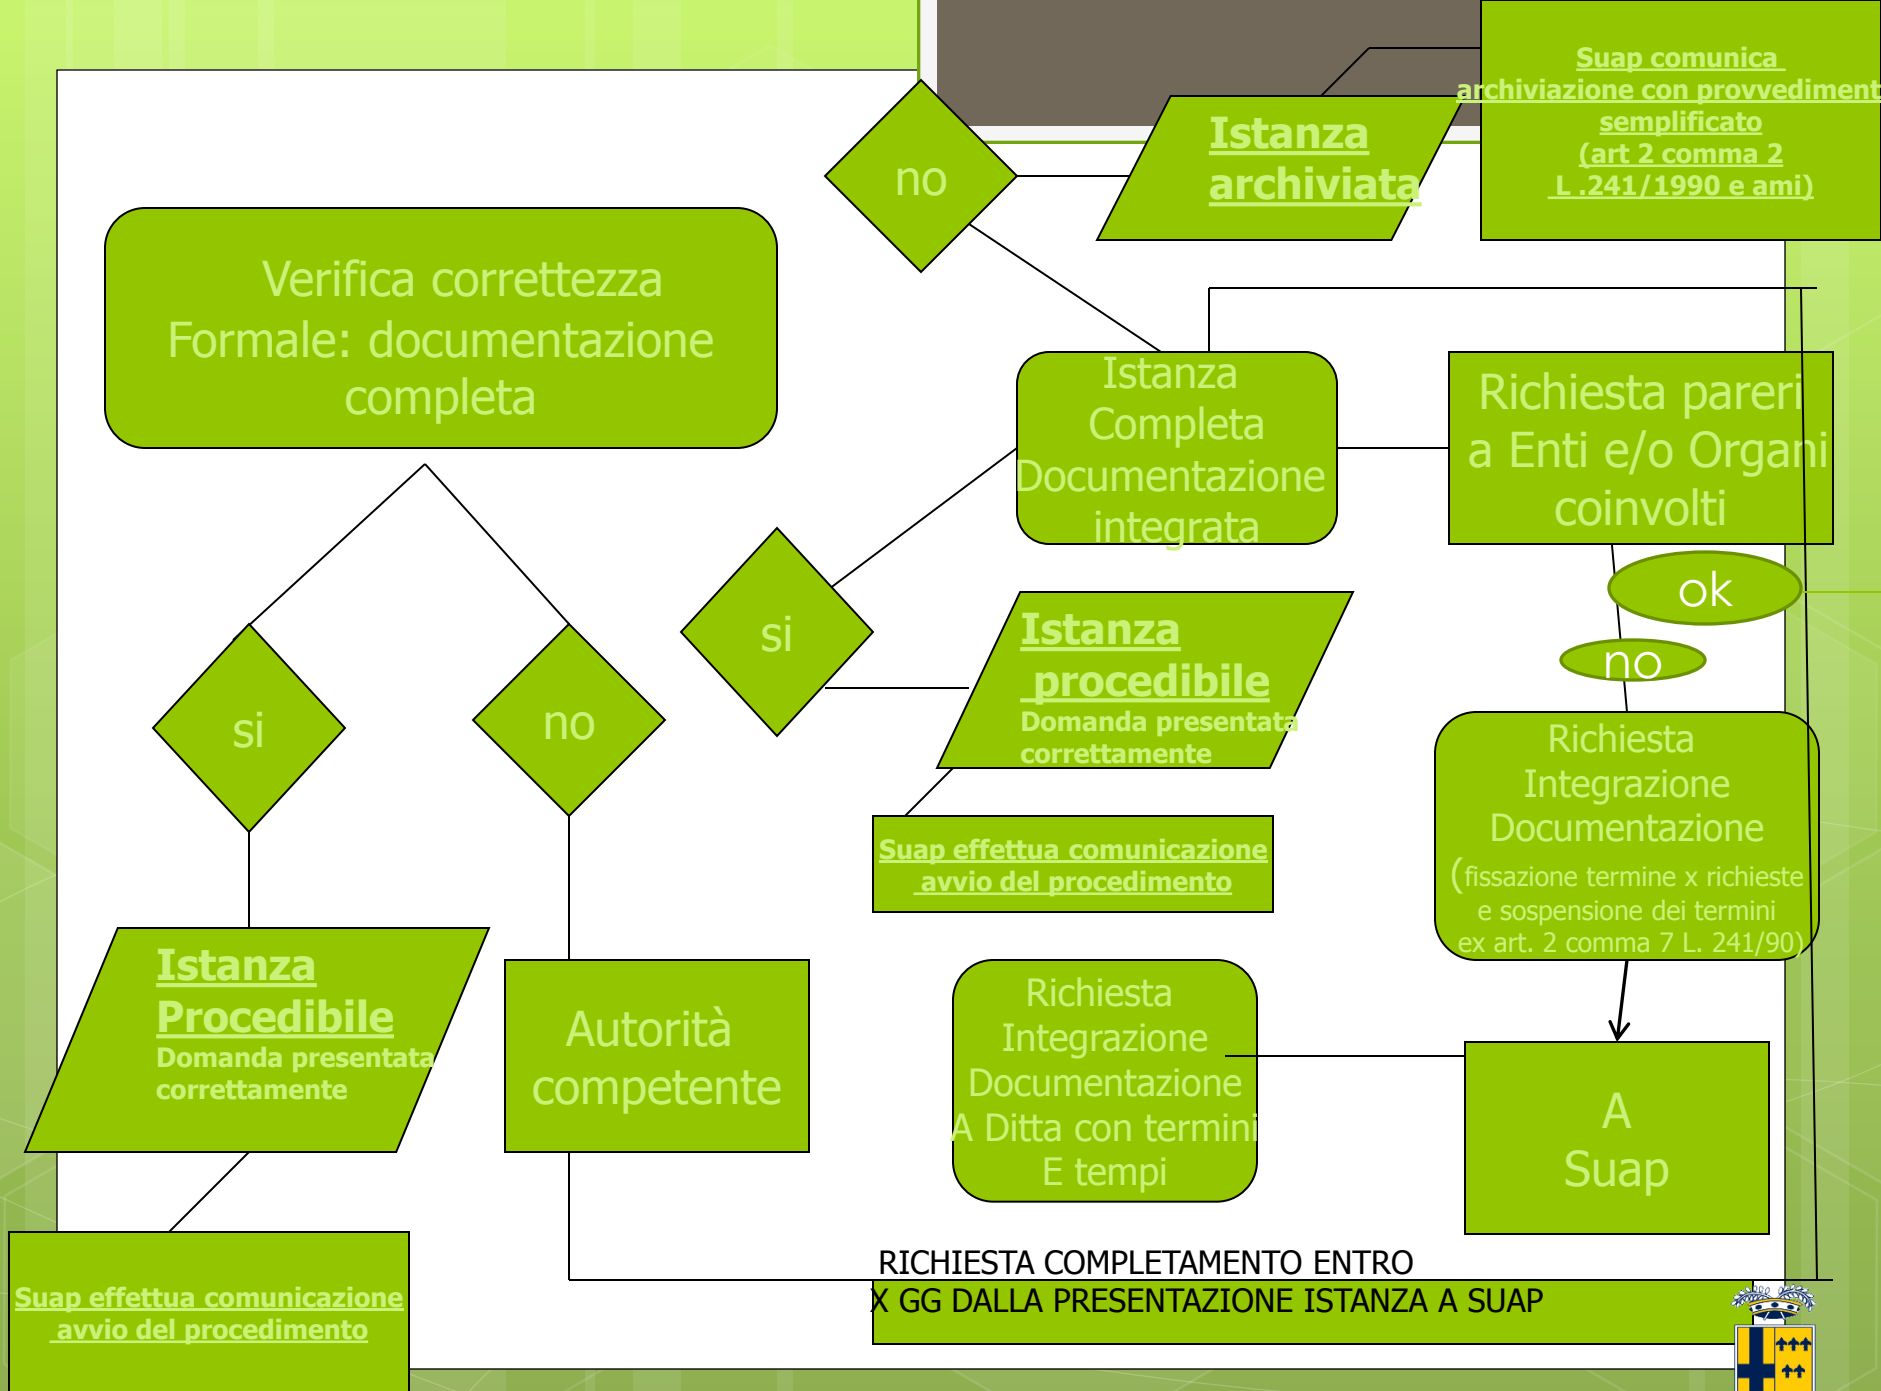 Suap comunica
archiviazione con provvediment
semplificato
(art 2 comma 2
L .241/1990 e ami)
no
Istanza
archiviata
Verifica correttezza
Formale: documentazione
completa
Istanza
Completa
Documentazione
integrata
Richiesta pareri
a Enti e/o Organi
coinvolti
ok
no
si
Istanza
procedibile
Domanda presentata
correttamente
si
no
Richiesta
Integrazione
Documentazione
(fissazione termine x richieste
e sospensione dei termini
ex art. 2 comma 7 L. 241/90)
Suap effettua comunicazione
avvio del procedimento
Istanza
Procedibile
Domanda presentata
correttamente
Autorità
competente
Richiesta
Integrazione
Documentazione
A Ditta con termini
E tempi
A
Suap
Suap effettua comunicazione
avvio del procedimento
RICHIESTA COMPLETAMENTO ENTRO
X GG DALLA PRESENTAZIONE ISTANZA A SUAP